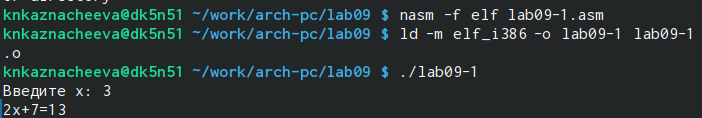 knkaznacheeva@dk5n51 ~/work/arch-pc/lab09 $ nasm -f elf lab09-1.asm
knkaznacheeva@dk5n51 ~/work/arch-pc/lab09 $ ld -m elf_i386 -o lab09-1 lab09-1
.o
knkaznacheeva@dk5n51 ~/work/arch-pc/lab09 $ ./lab09-1
Введите x: 3
2x+7=13